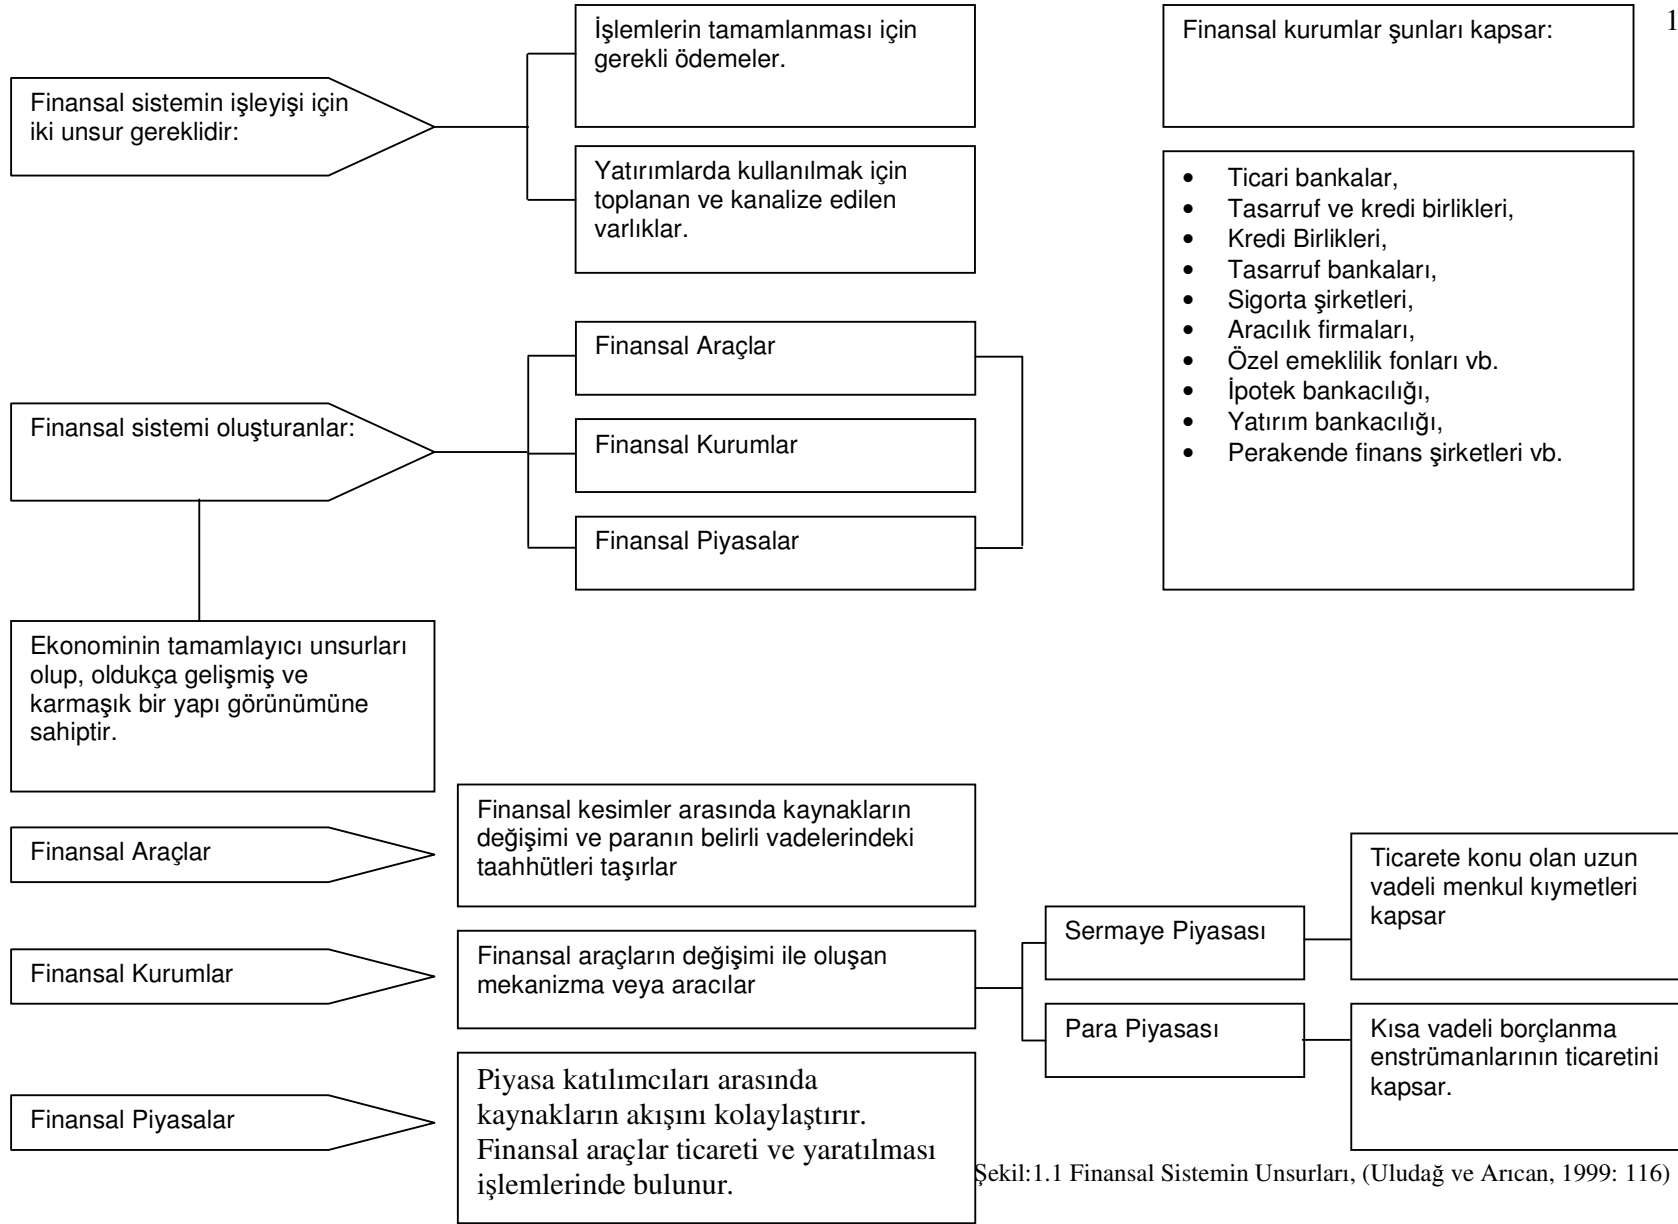 1
İşlemlerin tamamlanması için
gerekli ödemeler.
Finansal kurumlar şunları kapsar:
Finansal sistemin işleyişi için
iki unsur gereklidir:
Yatırımlarda kullanılmak için
toplanan ve kanalize edilen
varlıklar.
• Ticari bankalar,
• Tasarruf ve kredi birlikleri,
• Kredi Birlikleri,
• Tasarruf bankaları,
• Sigorta şirketleri,
• Aracılık firmaları,
• Özel emeklilik fonları vb.
• İpotek bankacılığı,
• Yatırım bankacılığı,
• Perakende finans şirketleri vb.
Finansal sistemi oluşturanlar:
Finansal Araçlar
Finansal Kurumlar
Finansal Piyasalar
Ekonominin tamamlayıcı unsurları
olup, oldukça gelişmiş ve
karmaşık bir yapı görünümüne
sahiptir.
Finansal Araçlar
Finansal kesimler arasında kaynakların
değişimi ve paranın belirli vadelerindeki
taahhütleri taşırlar
Finansal Kurumlar
Finansal araçların değişimi ile oluşan
mekanizma veya aracılar
Sermaye Piyasası
Ticarete konu olan uzun
vadeli menkul kıymetleri
kapsar
Para Piyasası
Kısa vadeli borçlanma
enstrümanlarının ticaretini
kapsar.
Finansal Piyasalar
Piyasa katılımcıları arasında
kaynakların akışını kolaylaştırır.
Finansal araçlar ticareti ve yaratılması
işlemlerinde bulunur.
Şekil:1.1 Finansal Sistemin Unsurları, (Uludağ ve Arıcan, 1999: 116)